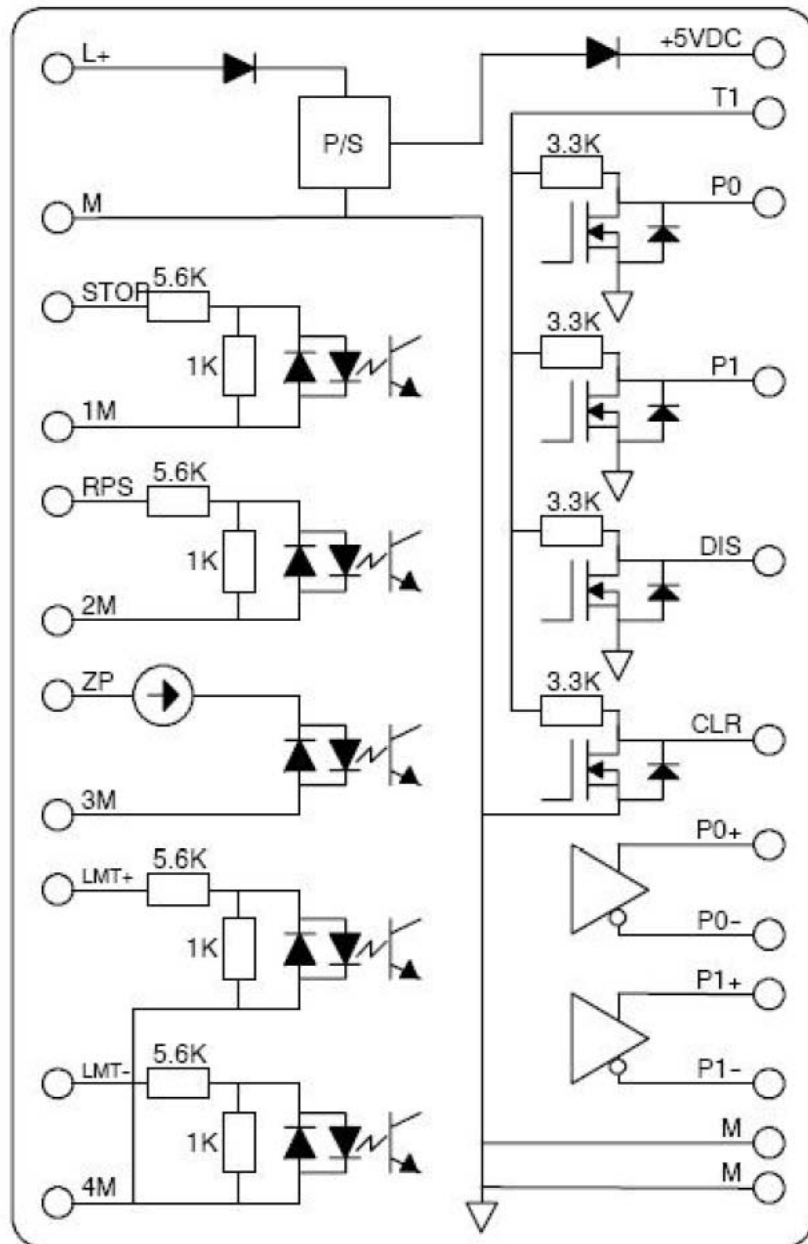 L+
+5VDC
T1
P/S
3.3K
P0
M
STOP
5.6K
1K
1M
3.3K
P1
RPS
5.6K
1K
2M
3.3K
DIS
ZP
3M
3.3K
CLR
LMT+
5.6K
1K
P0+
P0-
LMT-
5.6K
1K
4M
P1+
P1-
M
M